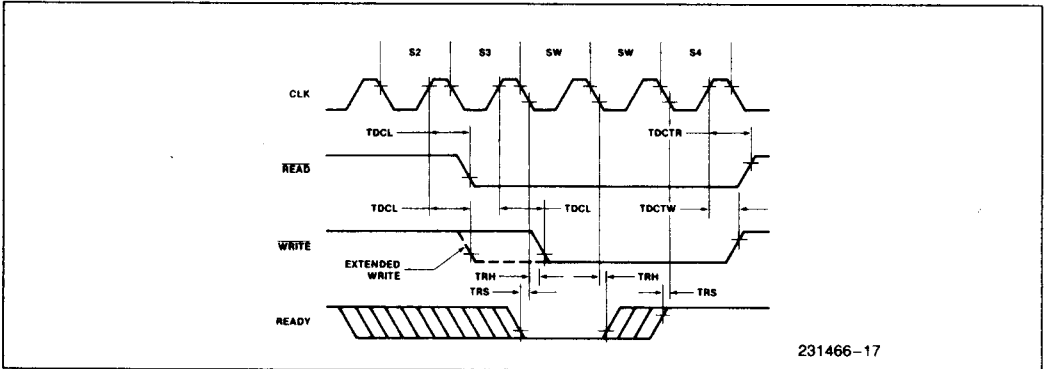 S2 S3 SW SW S4
CLK
TDCL TDCTR
READ
TDCL TDCL TDCTW
WRITE
EXTENDED
WRITE
TRH TRH
TRS TRS
READY
231466-17